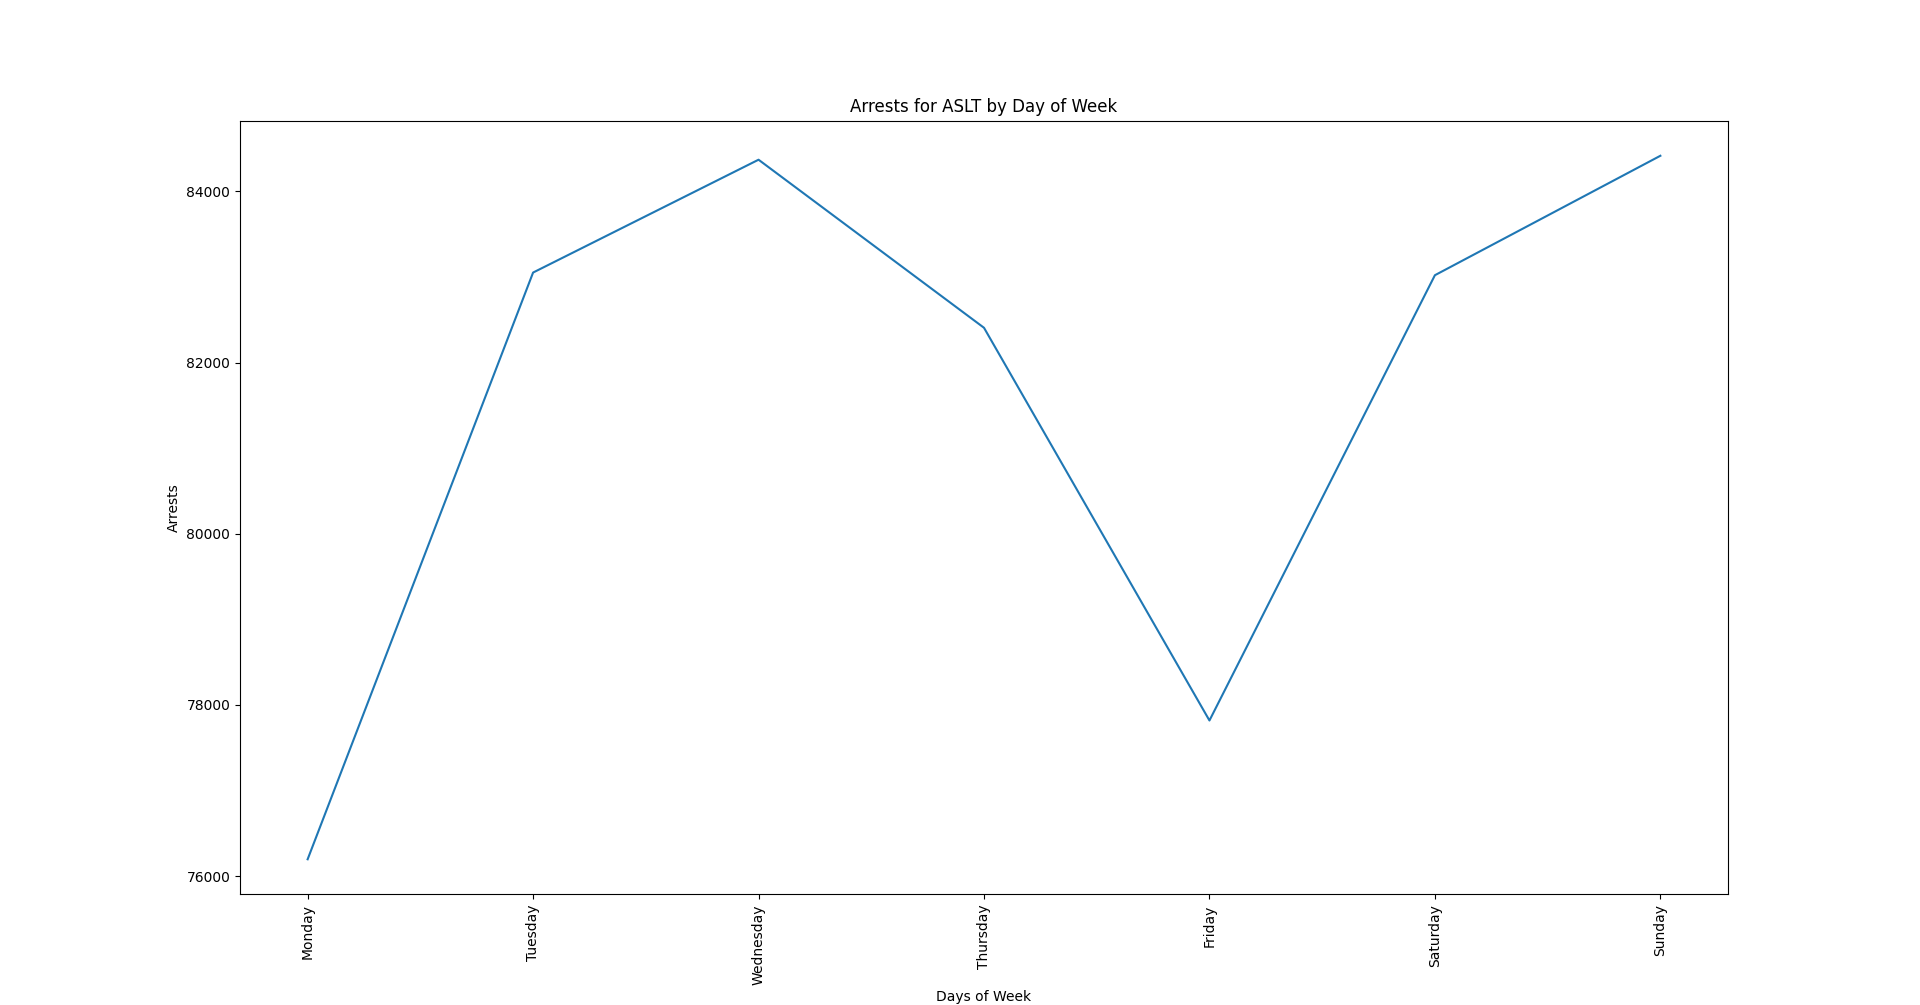 Arrests for ASLT by Day of Week
Arrests
84000
82000
80000
78000
76000
Monday
Tuesday
Wednesday
Thursday
Friday
Saturday
Sunday
Days of Week